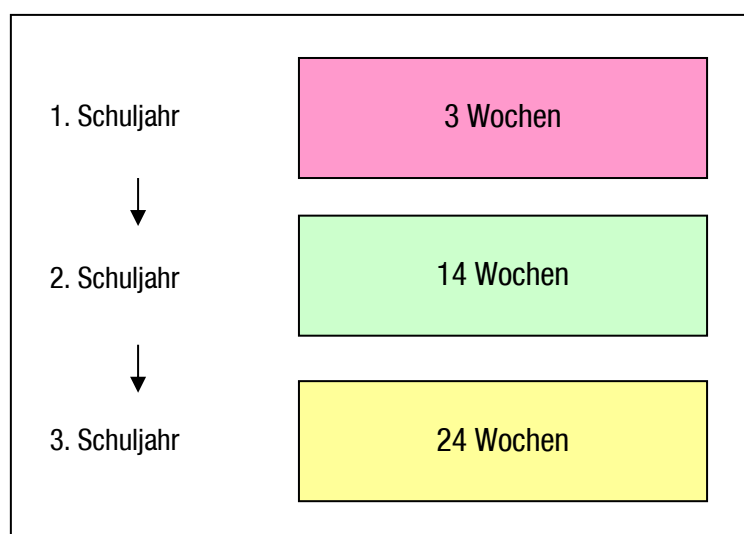 1. Schuljahr
3 Wochen
2. Schuljahr
14 Wochen
3. Schuljahr
24 Wochen